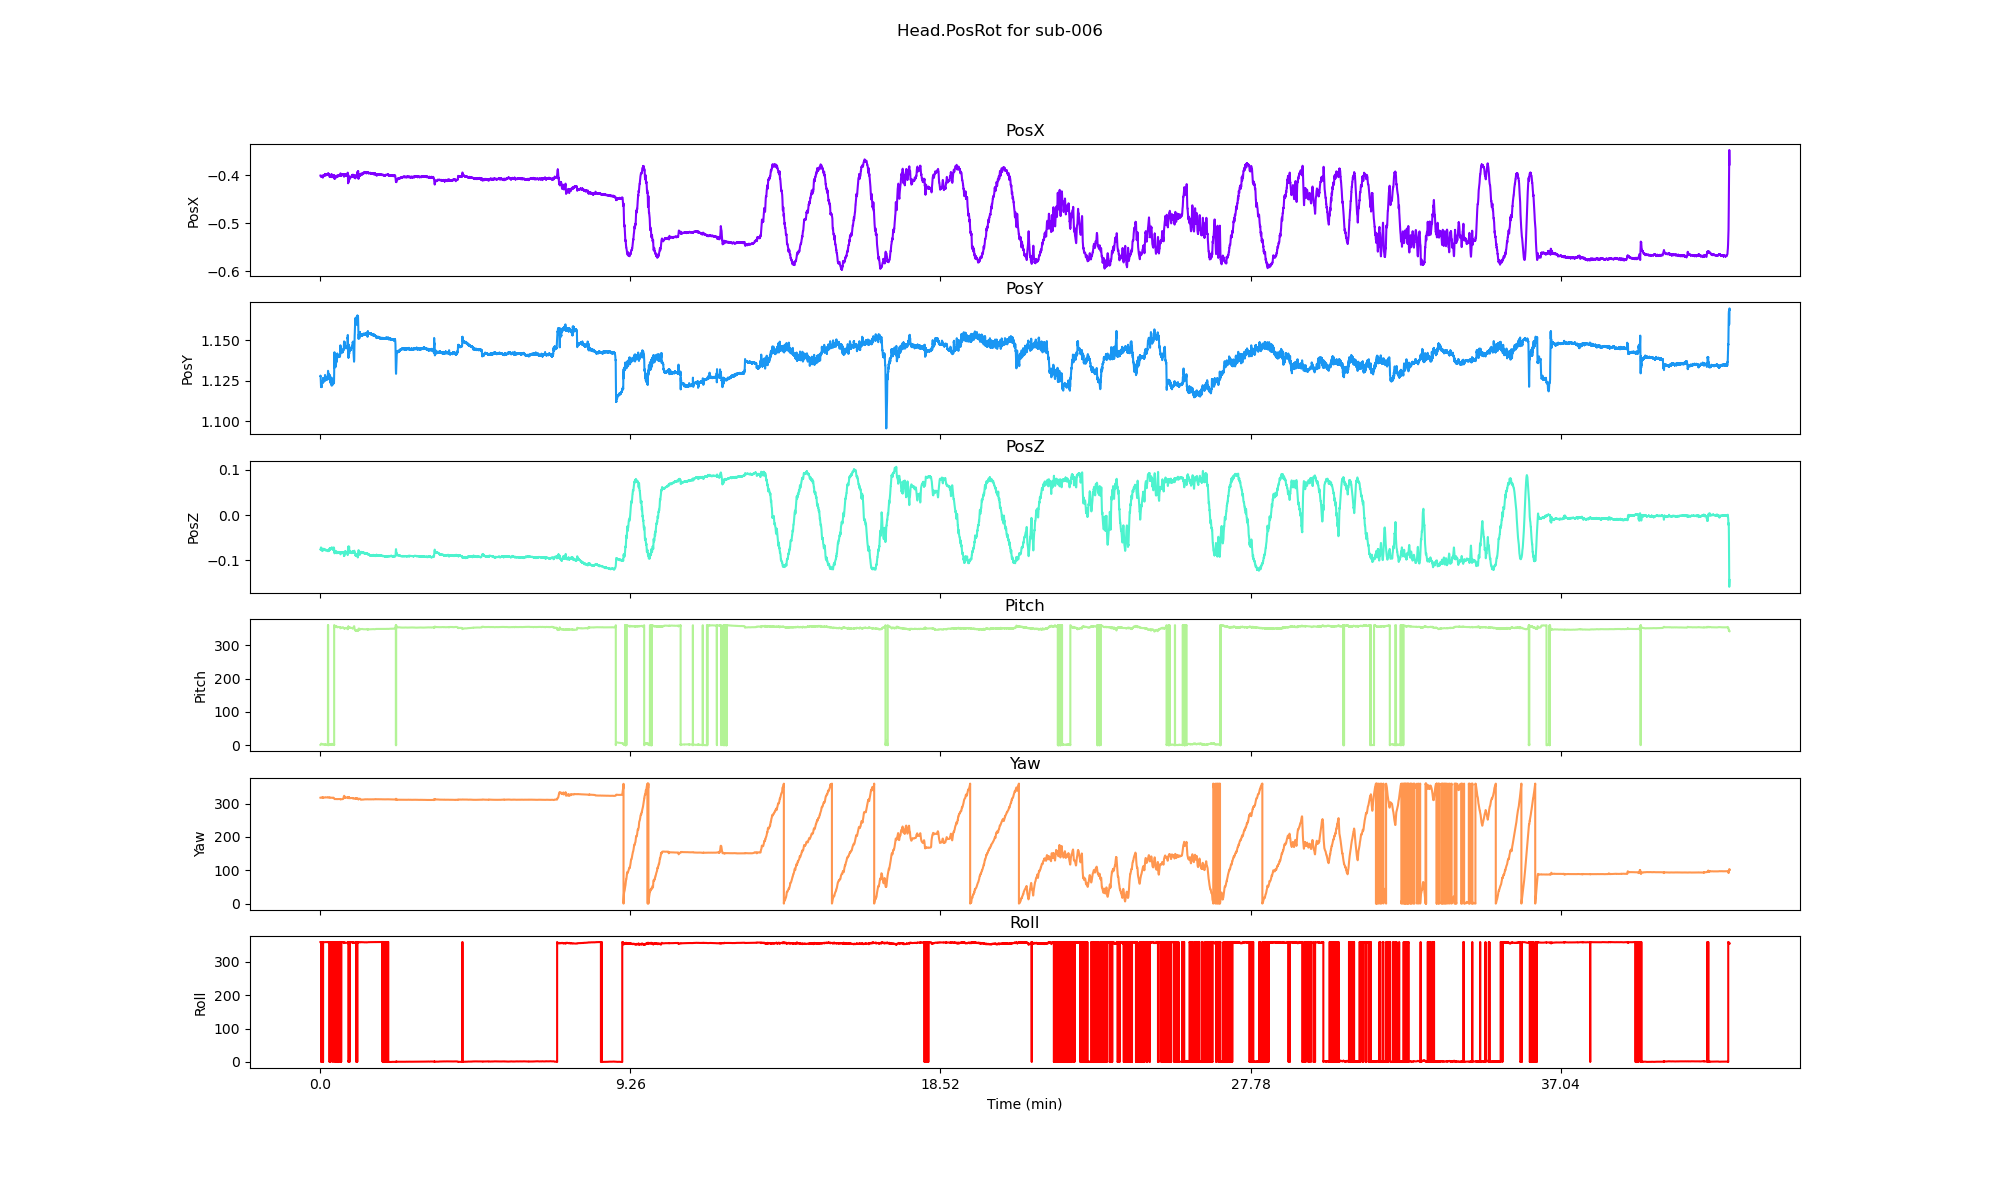 Head.PosRot for sub-006
PosX
−0.4
−0.5
−0.6
PosX
PosY
1.150
1.125
1.100
PosY
PosZ
0.1
0.0
−0.1
PosZ
Pitch
300
200
100
0
Pitch
Yaw
300
200
100
0
Yaw
Roll
300
200
100
0
Roll
0.0 9.26 18.52 27.78 37.04
Time (min)